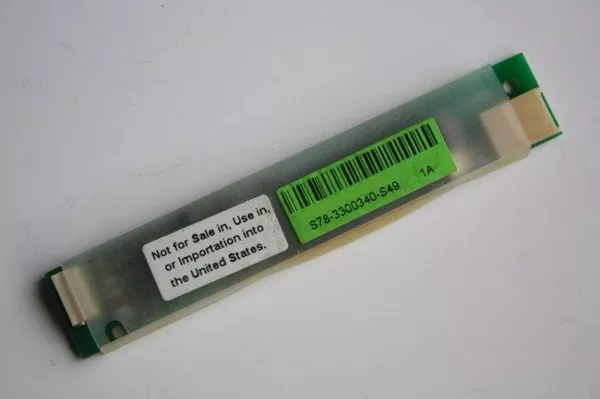 Not for Sale in, Use in,
or Importation into
the United States.
S78-3300340-S49 1A